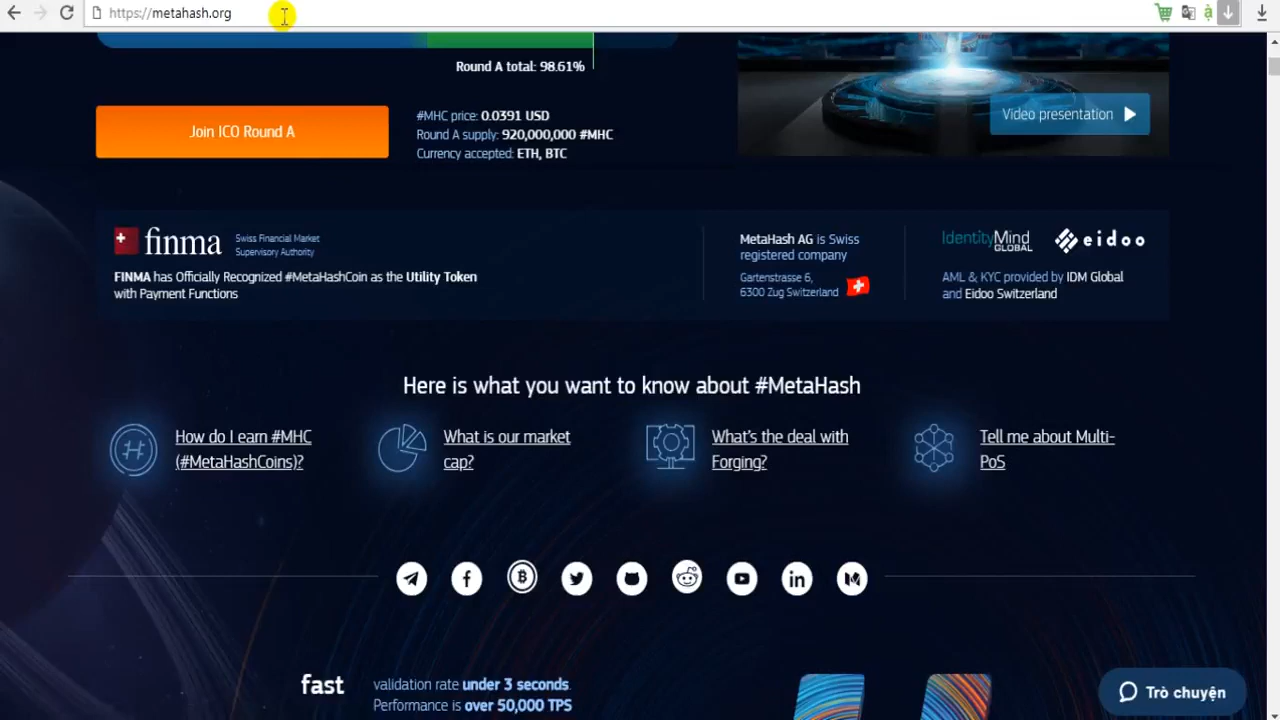 https://metahash.org
Round A total: 98.61%
Join ICO Round A
#MHC price: 0.0391 USD
Round A supply: 920,000,000 #MHC
Currency accepted: ETH, BTC
Video presentation
finma
Swiss Financial Market
Supervisory Authority
FINMA has Officially Recognized #MetaHashCoin as the Utility Token
with Payment Functions
MetaHash AG is Swiss
registered company
Gartenstrasse 6,
6300 Zug Switzerland
IdentityMind
GLOBAL
eidoo
AML & KYC provided by IDM Global
and Eidoo Switzerland
Here is what you want to know about #MetaHash
How do I earn #MHC
(#MetaHashCoins)?
What is our market
cap?
What's the deal with
Forging?
Tell me about Multi-
PoS
fast
validation rate under 3 seconds.
Performance is over 50,000 TPS
Trò chuyện